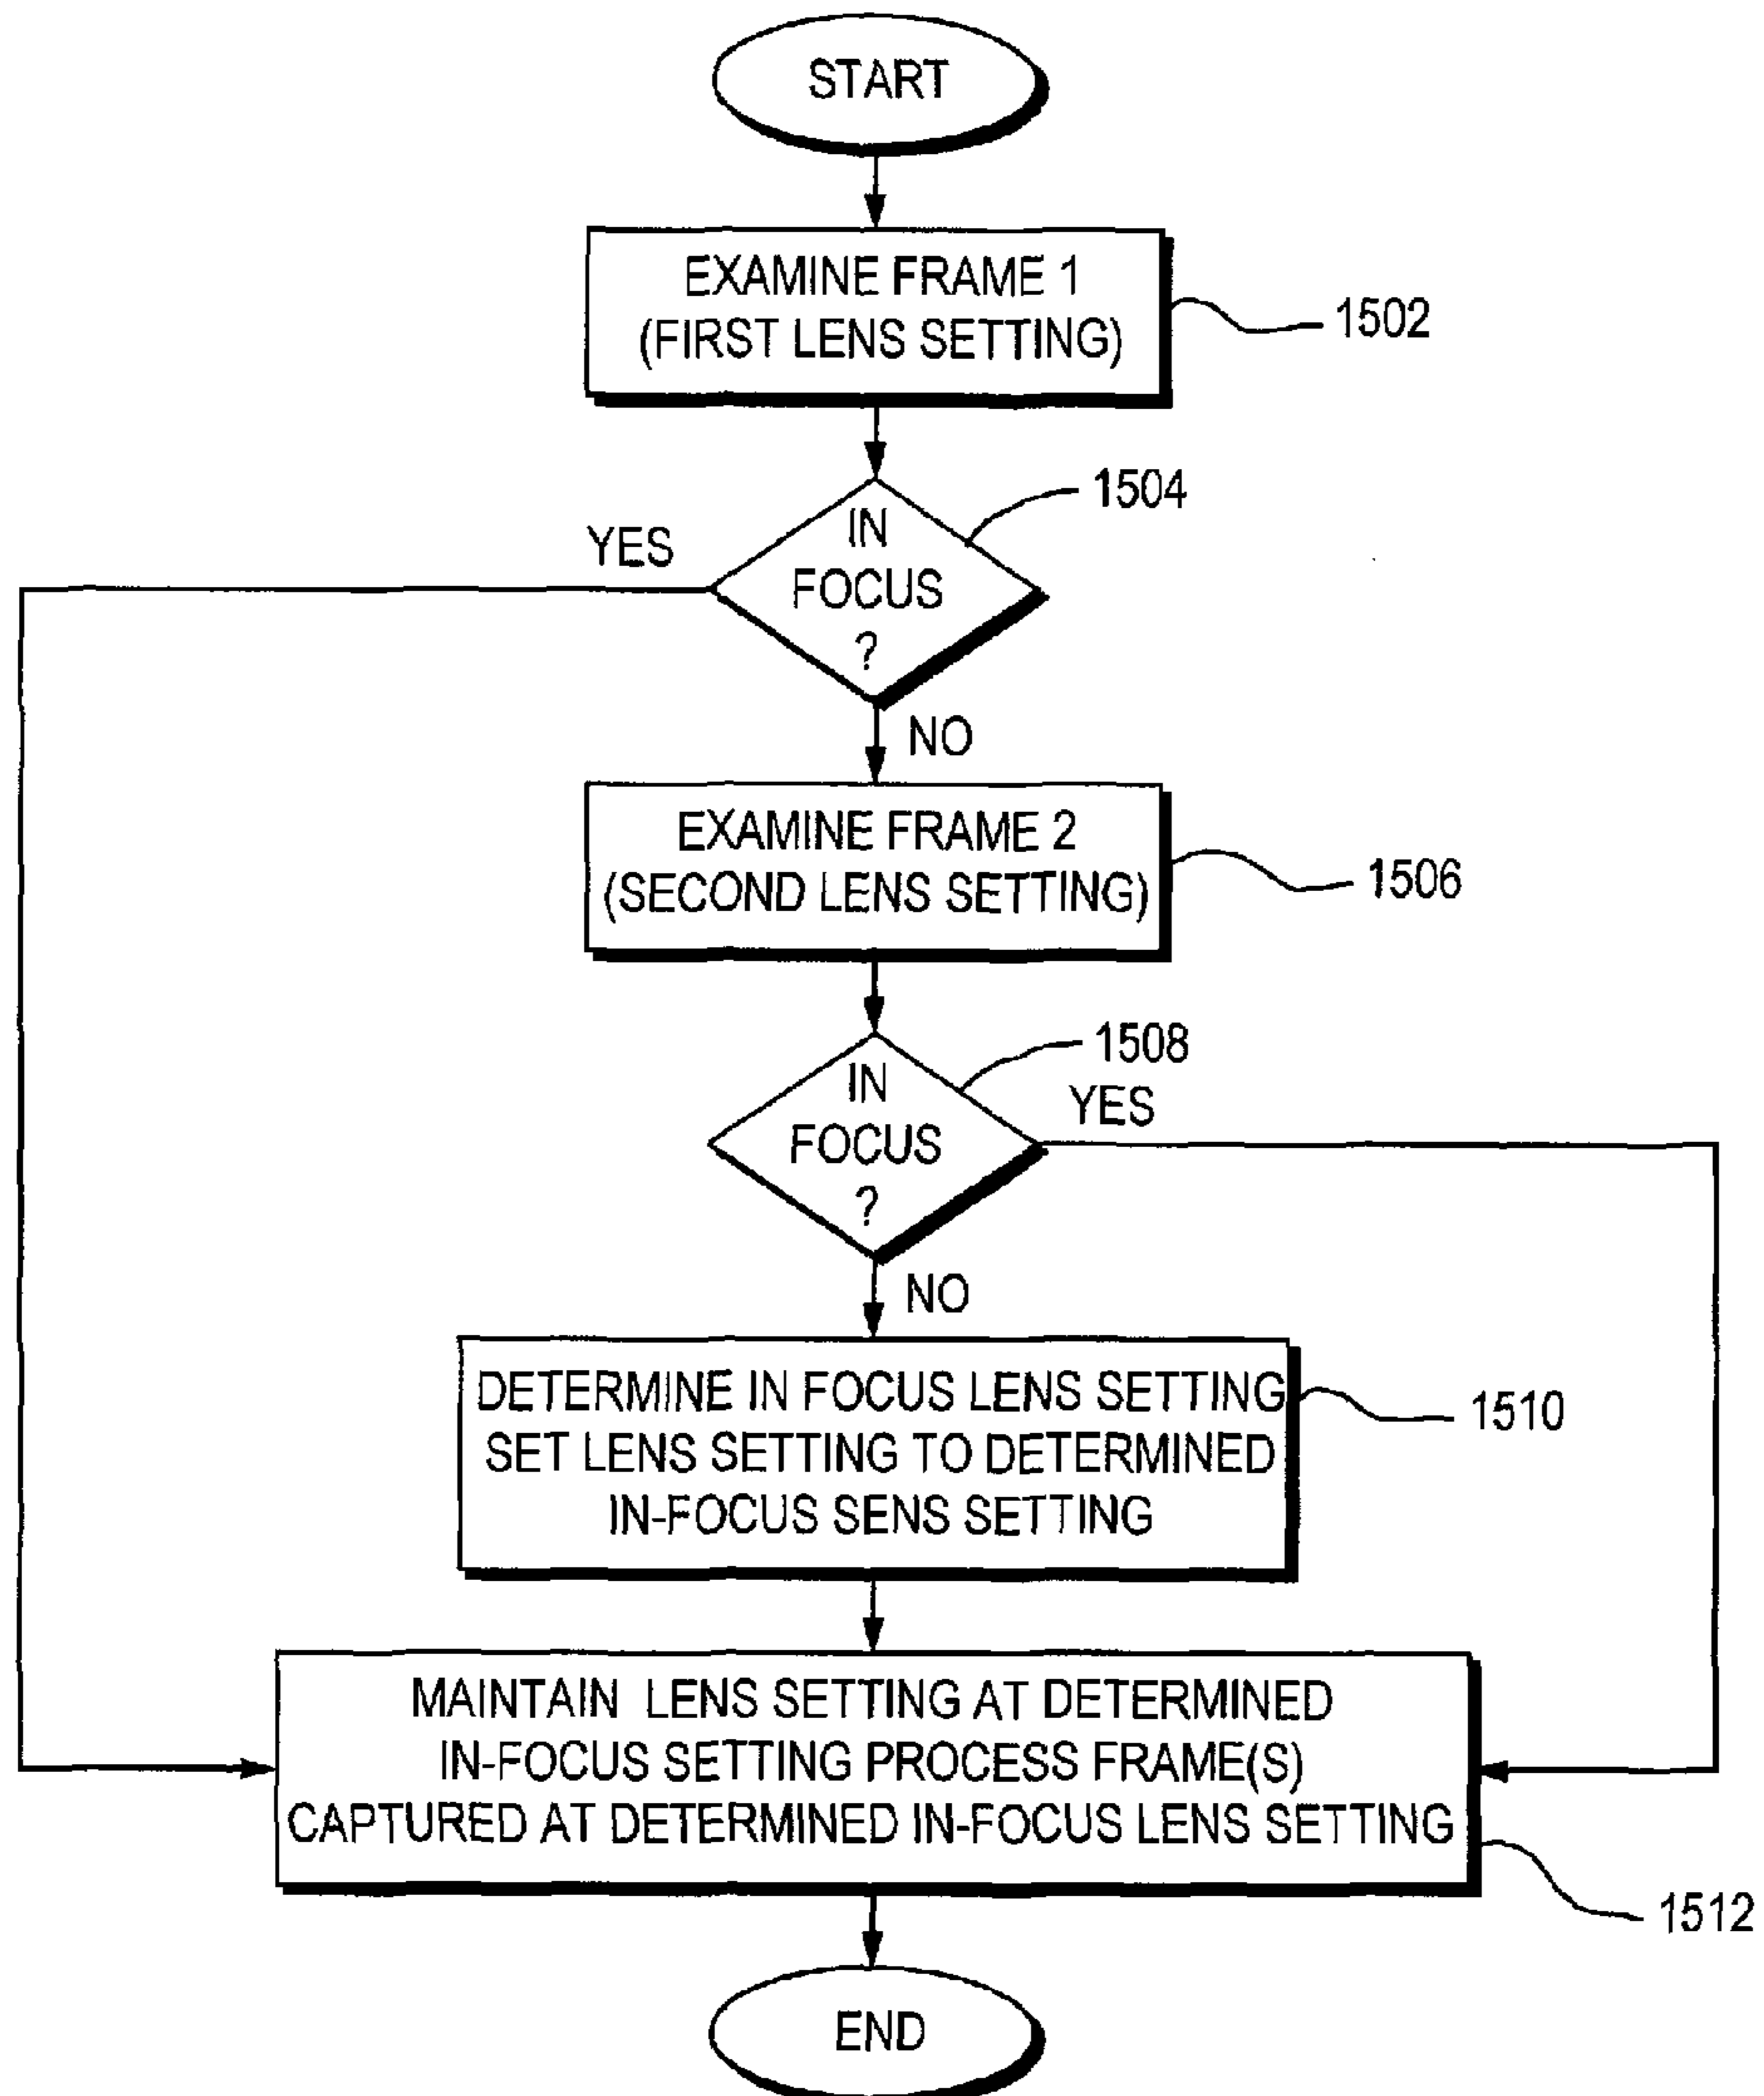 START
EXAMINE FRAME 1
(FIRST LENS SETTING)
1502
1504
IN
FOCUS
?
YES
NO
EXAMINE FRAME 2
(SECOND LENS SETTING)
1506
1508
IN
FOCUS
?
YES
NO
DETERMINE IN FOCUS LENS SETTING
SET LENS SETTING TO DETERMINED
IN-FOCUS SENS SETTING
1510
MAINTAIN LENS SETTING AT DETERMINED
IN-FOCUS SETTING PROCESS FRAME(S)
CAPTURED AT DETERMINED IN-FOCUS LENS SETTING
1512
END